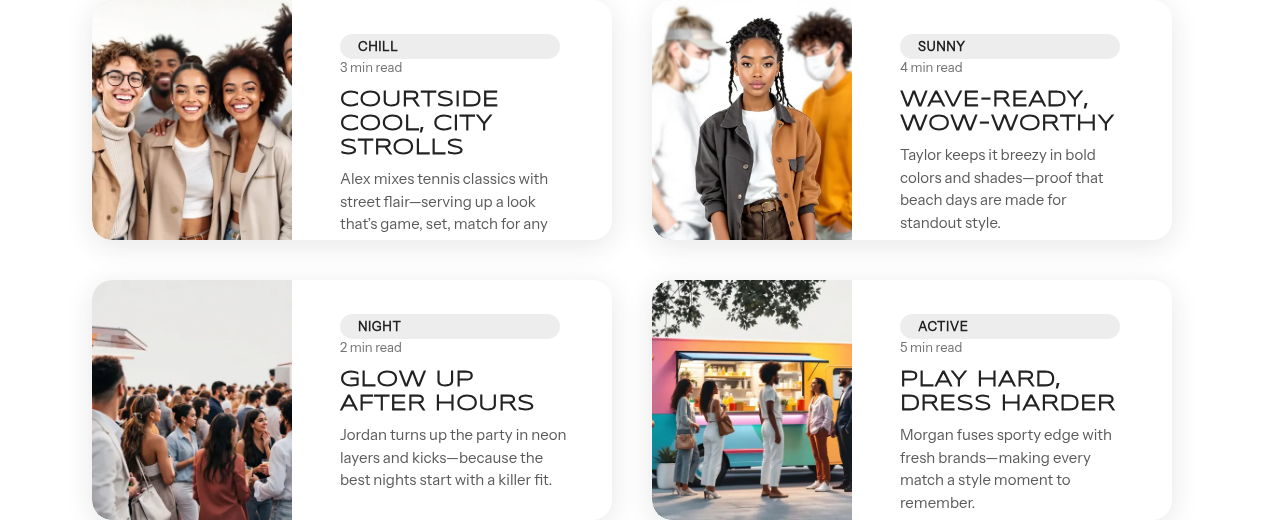 CHILL
3 min read
COURTSIDE
COOL, CITY
STROLLS
Alex mixes tennis classics with
street flair—serving up a look
that's game, set, match for any
SUNNY
4 min read
WAVE-READY,
WOW-WORTHY
Taylor keeps it breezy in bold
colors and shades—proof that
beach days are made for
standout style.
NIGHT
2 min read
GLOW UP
AFTER HOURS
Jordan turns up the party in neon
layers and kicks—because the
best nights start with a killer fit.
ACTIVE
5 min read
PLAY HARD,
DRESS HARDER
Morgan fuses sporty edge with
fresh brands—making every
match a style moment to
remember.